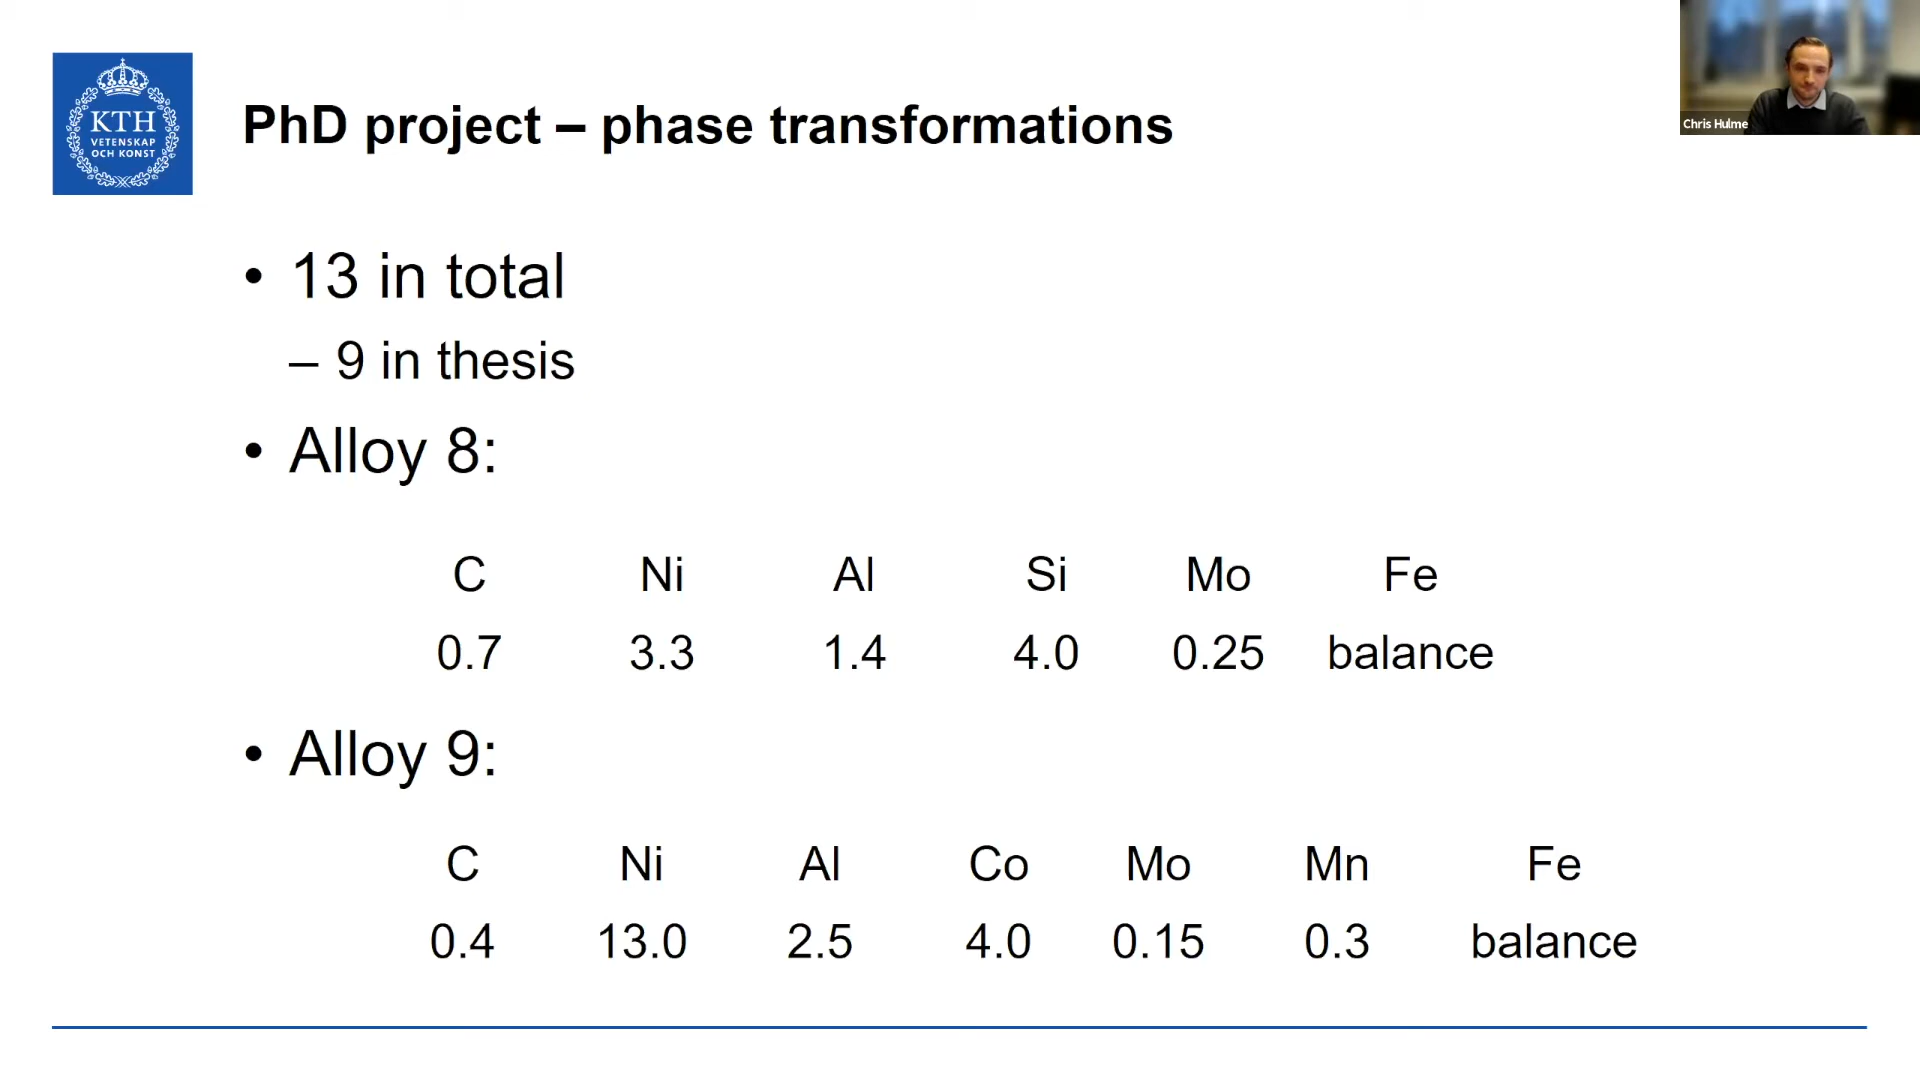 KTH
VETENSKAP
OCH KONST
PhD project – phase transformations
Chris Hulme
• 13 in total
– 9 in thesis
• Alloy 8:
C Ni Al Si Mo Fe
0.7 3.3 1.4 4.0 0.25 balance
• Alloy 9:
C Ni Al Co Mo Mn Fe
0.4 13.0 2.5 4.0 0.15 0.3 balance